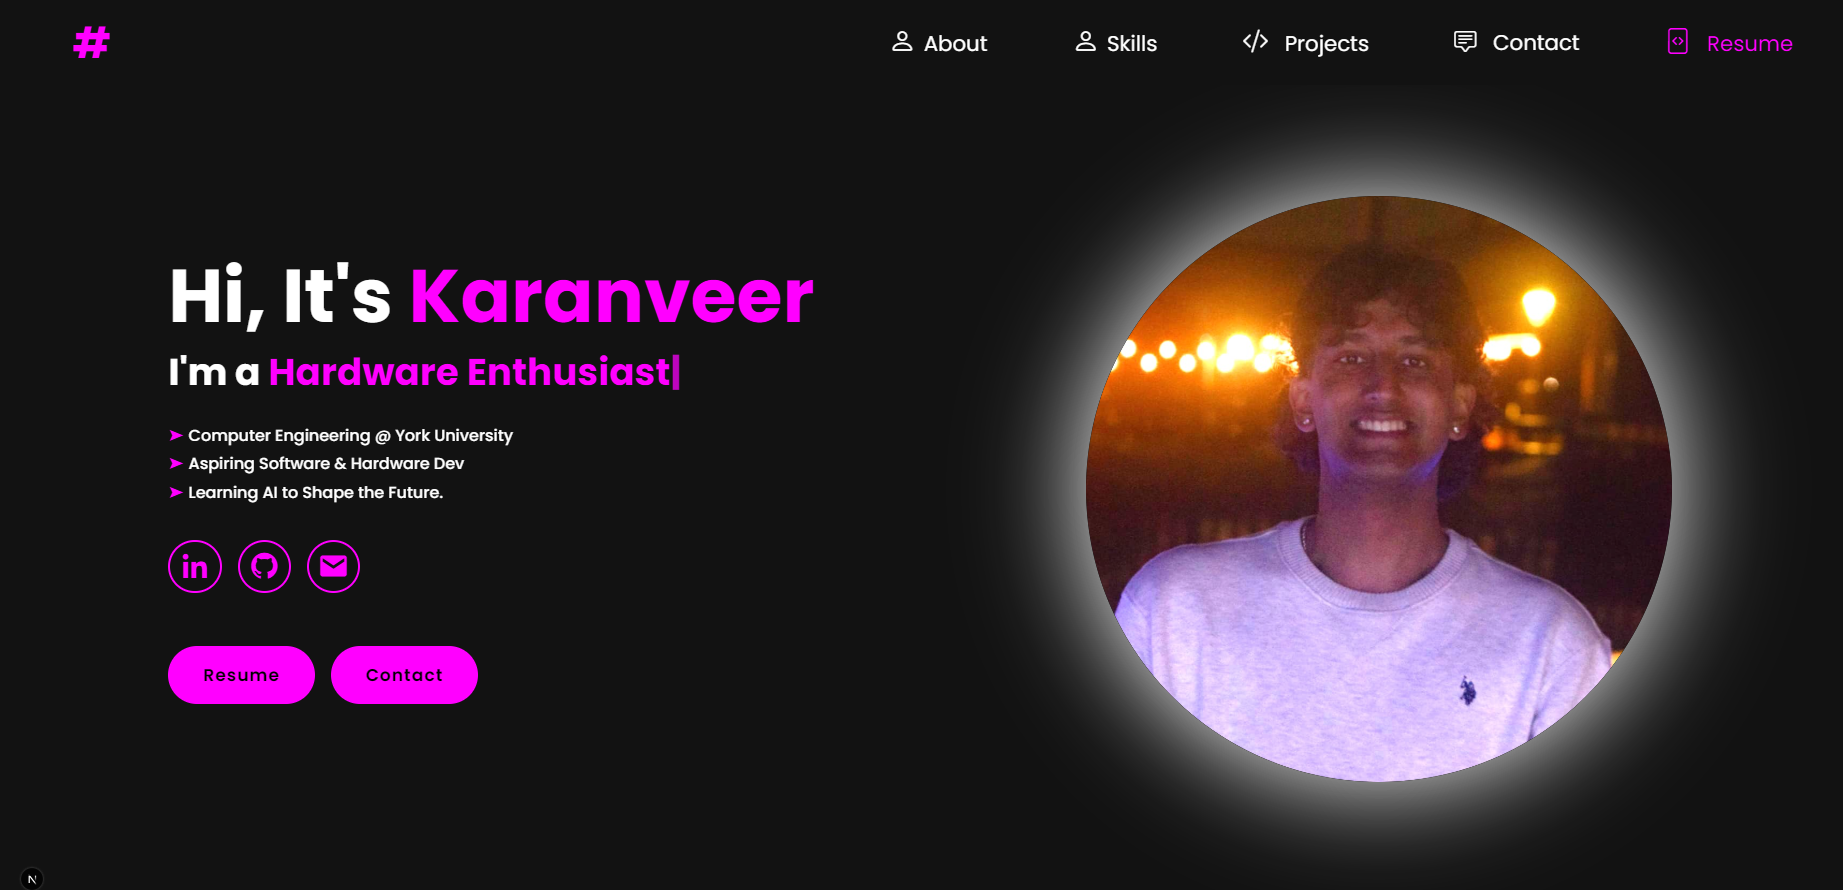 #
About
Skills
Projects
Contact
Resume
Hi, It's Karanveer
I'm a Hardware Enthusiast|
➤ Computer Engineering @ York University
➤ Aspiring Software & Hardware Dev
➤ Learning AI to Shape the Future.
in
Resume
Contact
N